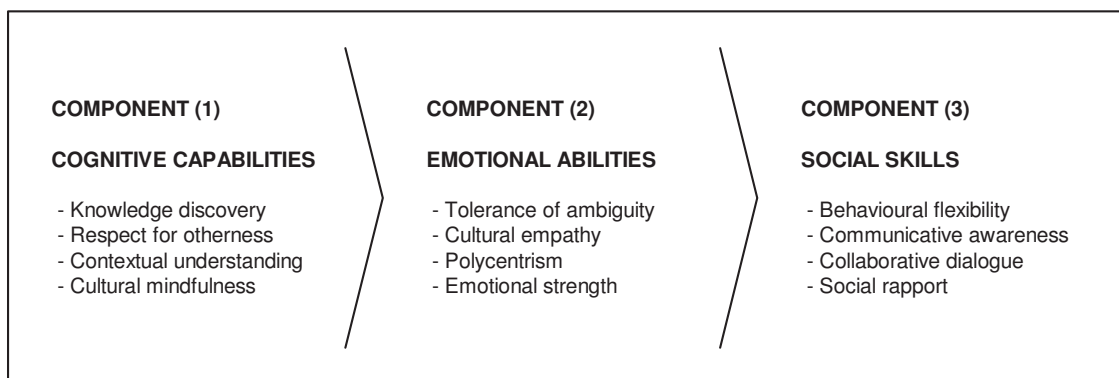 COMPONENT (1)
COGNITIVE CAPABILITIES
- Knowledge discovery
- Respect for otherness
- Contextual understanding
- Cultural mindfulness
COMPONENT (2)
EMOTIONAL ABILITIES
- Tolerance of ambiguity
- Cultural empathy
- Polycentrism
- Emotional strength
COMPONENT (3)
SOCIAL SKILLS
- Behavioural flexibility
- Communicative awareness
- Collaborative dialogue
- Social rapport